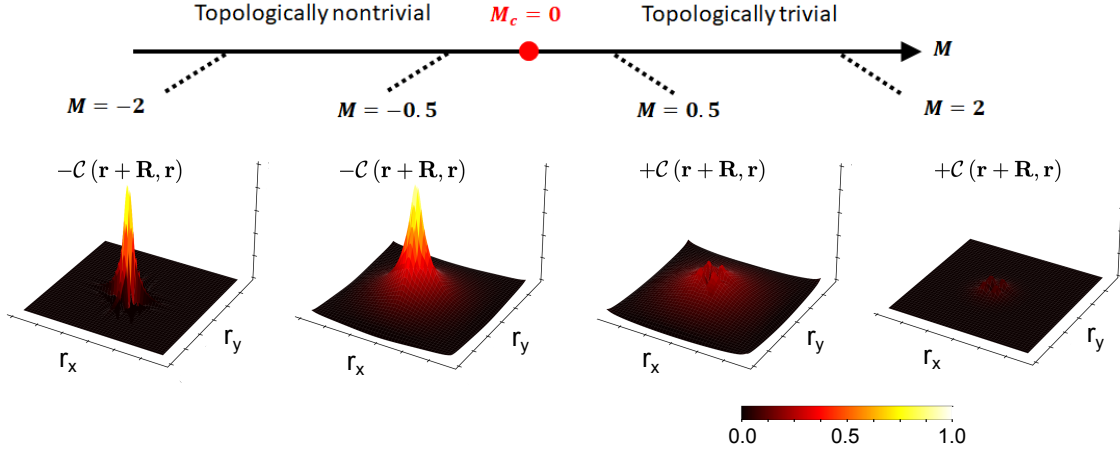 Topologically nontrivial
M_c = 0
Topologically trivial
M
M = −2
M = −0.5
M = 0.5
M = 2
−𝒞 (r + R, r)
−𝒞 (r + R, r)
+𝒞 (r + R, r)
+𝒞 (r + R, r)
r_x
r_y
r_x
r_y
r_x
r_y
r_x
r_y
0.0 0.5 1.0